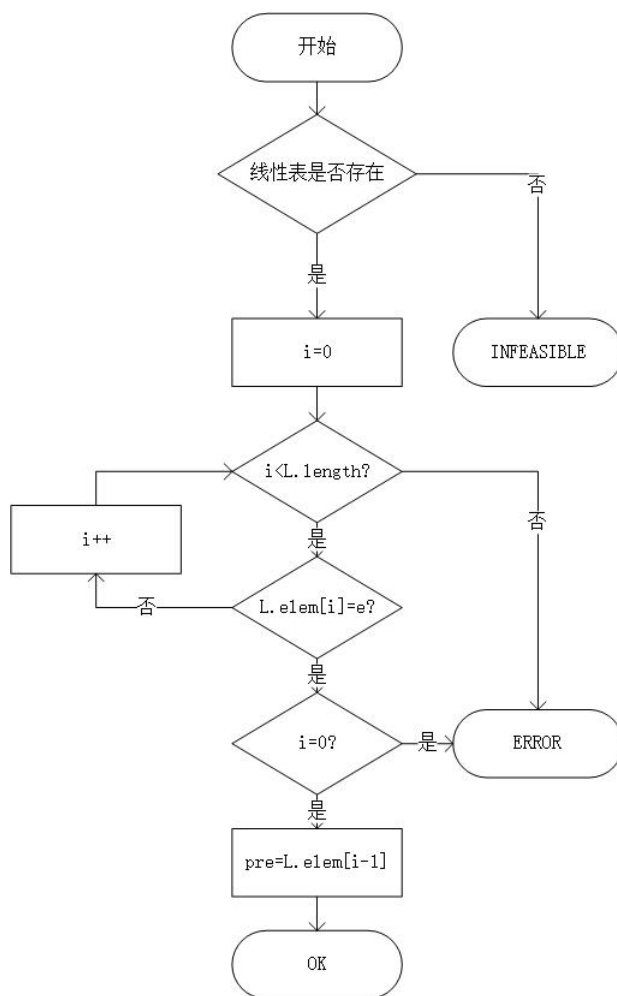 开始
线性表是否存在
否
是
i=0
INFEASIBLE
i<L.length?
i++
否
是
L.elem[i]=e?
否
是
i=0?
是
ERROR
是
pre=L.elem[i-1]
OK